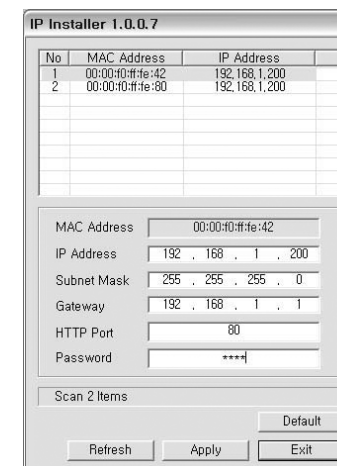 IP Installer 1.0.0.7
No MAC Address IP Address
1 00:00:f0:ff:fe:42 192,168,1,200
2 00:00:f0:ff:fe:80 192,168,1,200
MAC Address 00:00:f0:ff:fe:42
IP Address 192 . 168 . 1 . 200
Subnet Mask 255 . 255 . 255 . 0
Gateway 192 . 168 . 1 . 1
HTTP Port 80
Password ****
Scan 2 Items
Default
Refresh Apply Exit